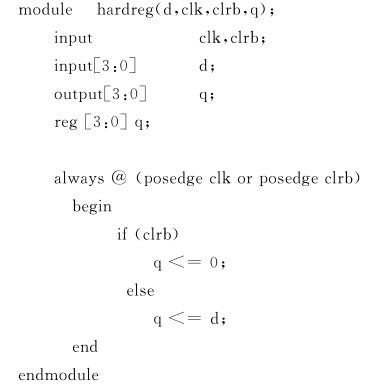 module hardreg(d,clk,clrb,q);
input clk,clrb;
input[3:0] d;
output[3:0] q;
reg [3:0] q;
always @ (posedge clk or posedge clrb)
begin
if (clrb)
q <= 0;
else
q <= d;
end
endmodule